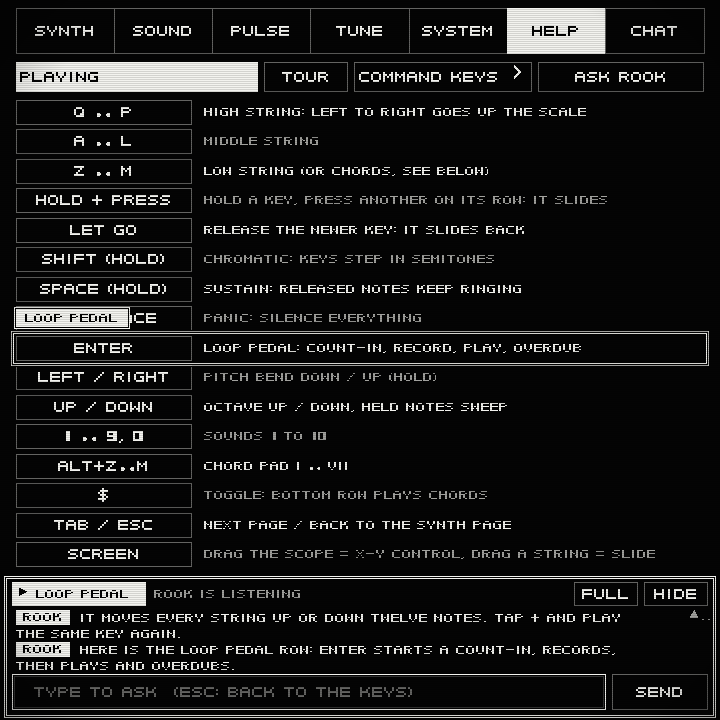 SYNTH SOUND PULSE TUNE SYSTEM HELP CHAT
PLAYING TOUR COMMAND KEYS > ASK ROOK
Q .. P HIGH STRING: LEFT TO RIGHT GOES UP THE SCALE
A .. L MIDDLE STRING
Z .. M LOW STRING (OR CHORDS, SEE BELOW)
HOLD + PRESS HOLD A KEY, PRESS ANOTHER ON ITS ROW: IT SLIDES
LET GO RELEASE THE NEWER KEY: IT SLIDES BACK
SHIFT (HOLD) CHROMATIC: KEYS STEP IN SEMITONES
SPACE (HOLD) SUSTAIN: RELEASED NOTES KEEP RINGING
LOOP PEDAL CE PANIC: SILENCE EVERYTHING
ENTER LOOP PEDAL: COUNT-IN, RECORD, PLAY, OVERDUB
LEFT / RIGHT PITCH BEND DOWN / UP (HOLD)
UP / DOWN OCTAVE UP / DOWN, HELD NOTES SWEEP
1 .. 9, 0 SOUNDS 1 TO 10
ALT+Z..M CHORD PAD I .. VII
$ TOGGLE: BOTTOM ROW PLAYS CHORDS
TAB / ESC NEXT PAGE / BACK TO THE SYNTH PAGE
SCREEN DRAG THE SCOPE = X-Y CONTROL, DRAG A STRING = SLIDE
LOOP PEDAL ROOK IS LISTENING FULL HIDE
ROOK IT MOVES EVERY STRING UP OR DOWN TWELVE NOTES. TAP + AND PLAY
THE SAME KEY AGAIN.
ROOK HERE IS THE LOOP PEDAL ROW: ENTER STARTS A COUNT-IN, RECORDS,
THEN PLAYS AND OVERDUBS.
TYPE TO ASK (ESC: BACK TO THE KEYS) SEND